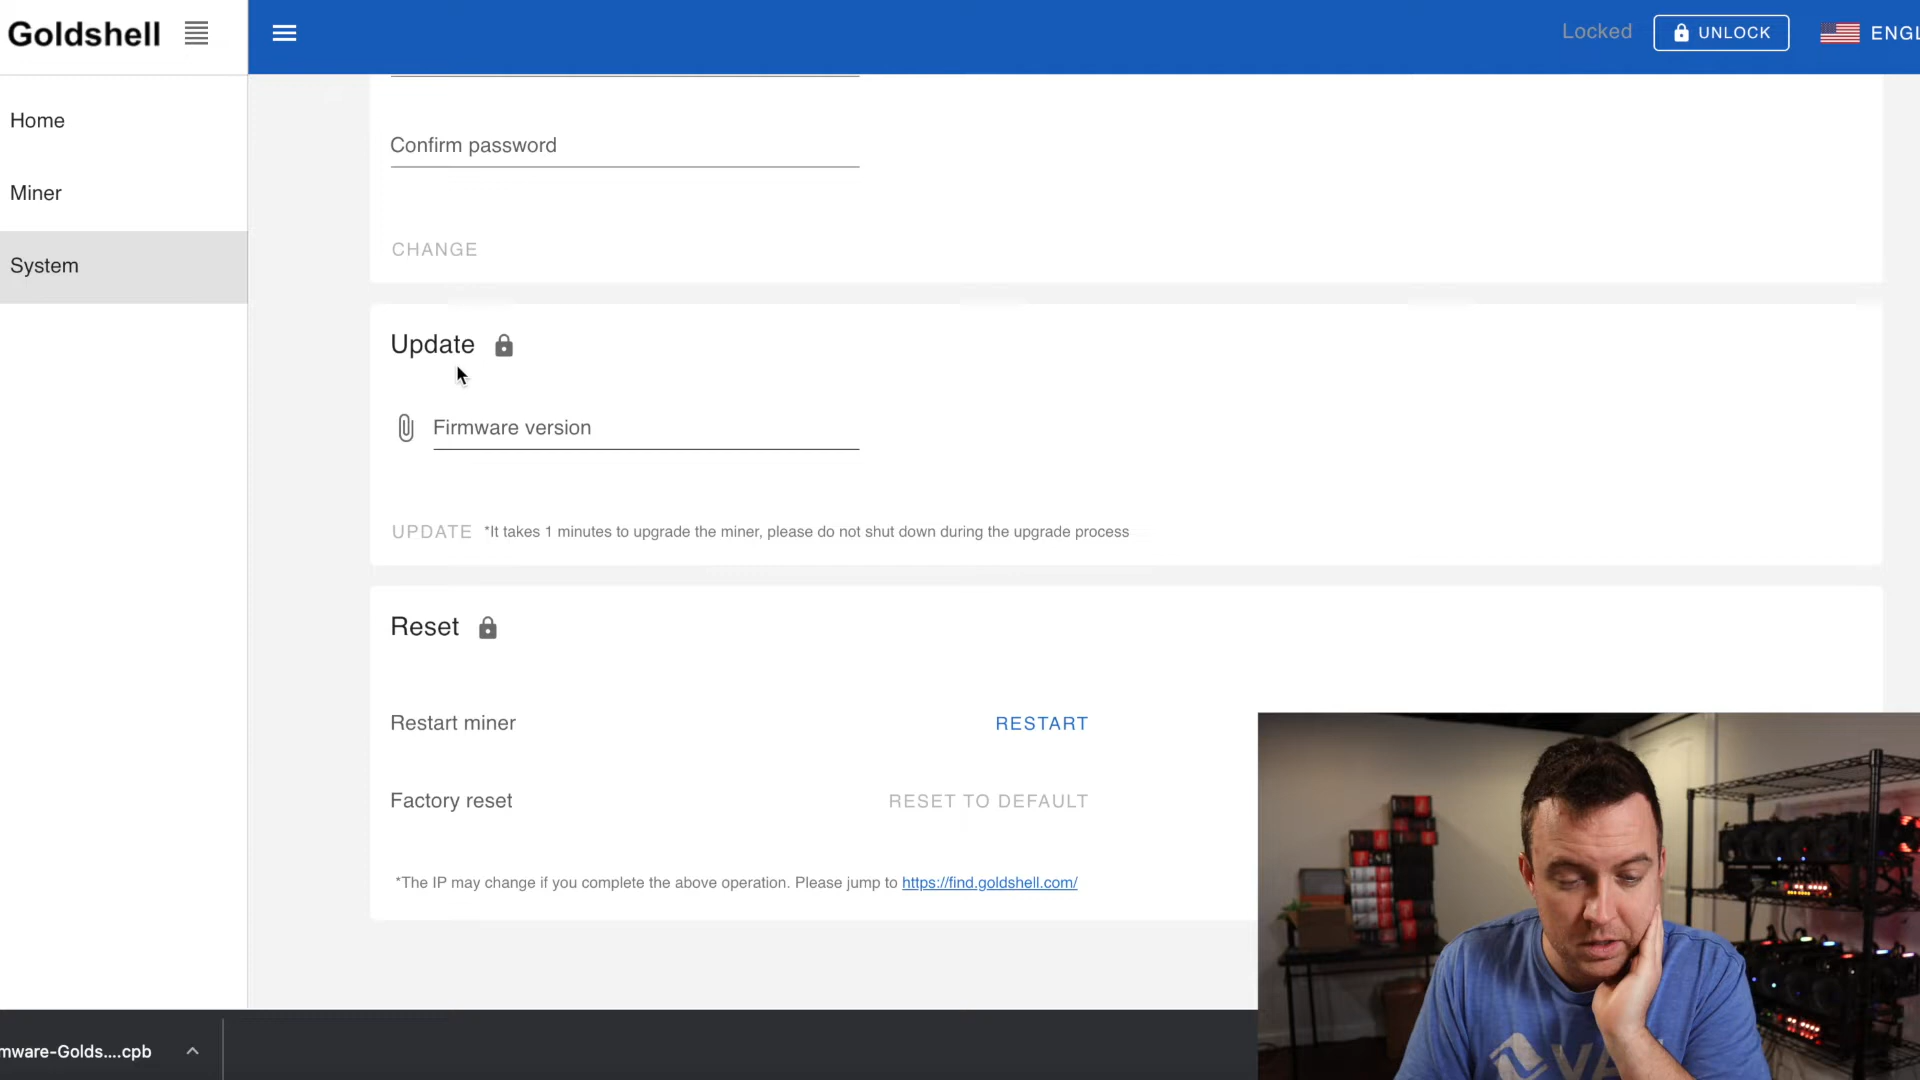 Goldshell
Locked
UNLOCK
ENGL
Home
Miner
System
Confirm password
CHANGE
Update
Firmware version
UPDATE *It takes 1 minutes to upgrade the miner, please do not shut down during the upgrade process
Reset
Restart miner
RESTART
Factory reset
RESET TO DEFAULT
*The IP may change if you complete the above operation. Please jump to https://find.goldshell.com/
mware-Golds....cpb